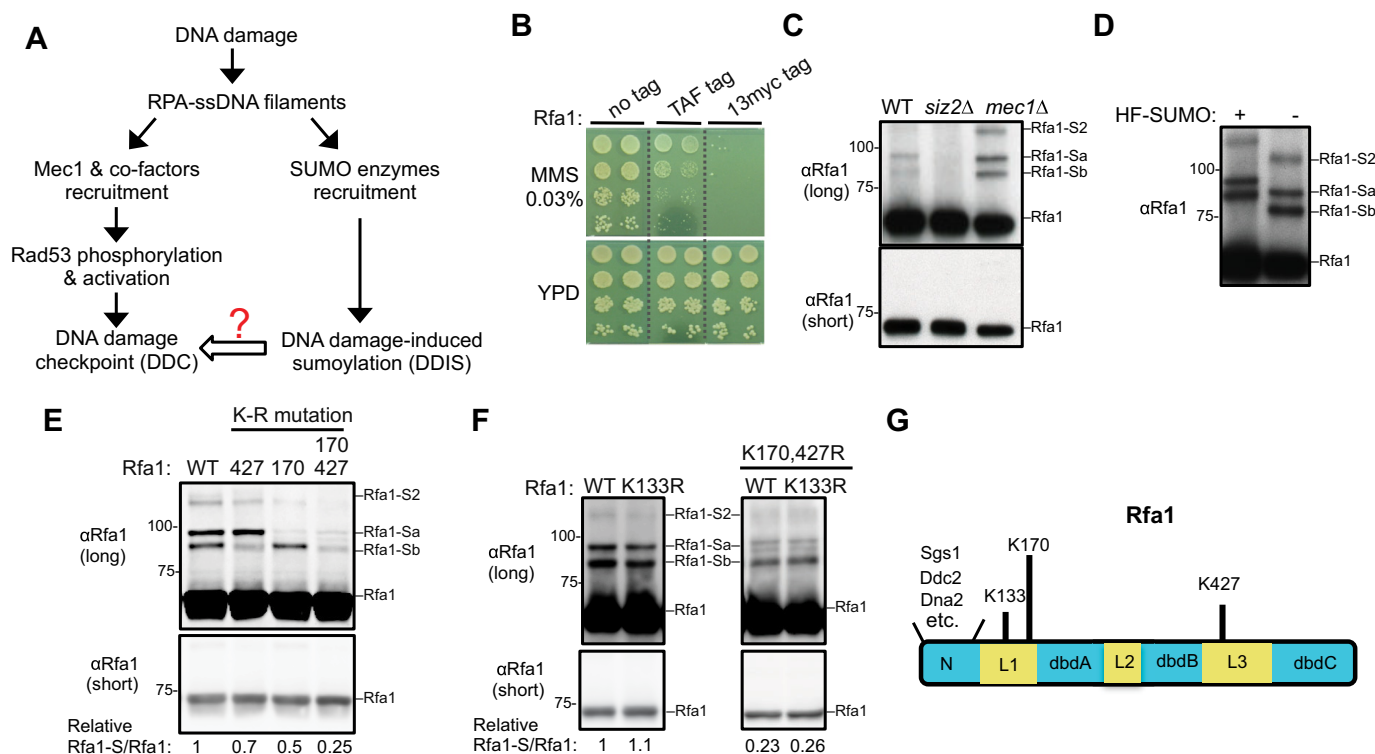 A
DNA damage
RPA-ssDNA filaments
Mec1 & co-factors
recruitment
SUMO enzymes
recruitment
Rad53 phosphorylation
& activation
?
DNA damage
checkpoint (DDC)
DNA damage-induced
sumoylation (DDIS)
B
Rfa1:
no tag
TAF tag
13myc tag
MMS
0.03%
YPD
C
WT siz2Δ mec1Δ
αRfa1
(long)
100-
75-
Rfa1-S2
Rfa1-Sa
Rfa1-Sb
Rfa1
αRfa1
(short)
75-
Rfa1
D
HF-SUMO: + -
αRfa1
100-
75-
Rfa1-S2
Rfa1-Sa
Rfa1-Sb
Rfa1
E
K-R mutation
170
Rfa1: WT 427 170 427
αRfa1
(long)
100-
75-
Rfa1-S2
Rfa1-Sa
Rfa1-Sb
Rfa1
αRfa1
(short)
75-
Rfa1
Relative
Rfa1-S/Rfa1: 1 0.7 0.5 0.25
F
K170,427R
Rfa1: WT K133R WT K133R
αRfa1
(long)
100-
75-
Rfa1-S2
Rfa1-Sa
Rfa1-Sb
Rfa1
Rfa1
αRfa1
(short)
75-
Rfa1
Rfa1
Relative
Rfa1-S/Rfa1: 1 1.1 0.23 0.26
G
Rfa1
Sgs1
Ddc2
Dna2
etc.
K133
K170
K427
N L1 dbdA L2 dbdB L3 dbdC